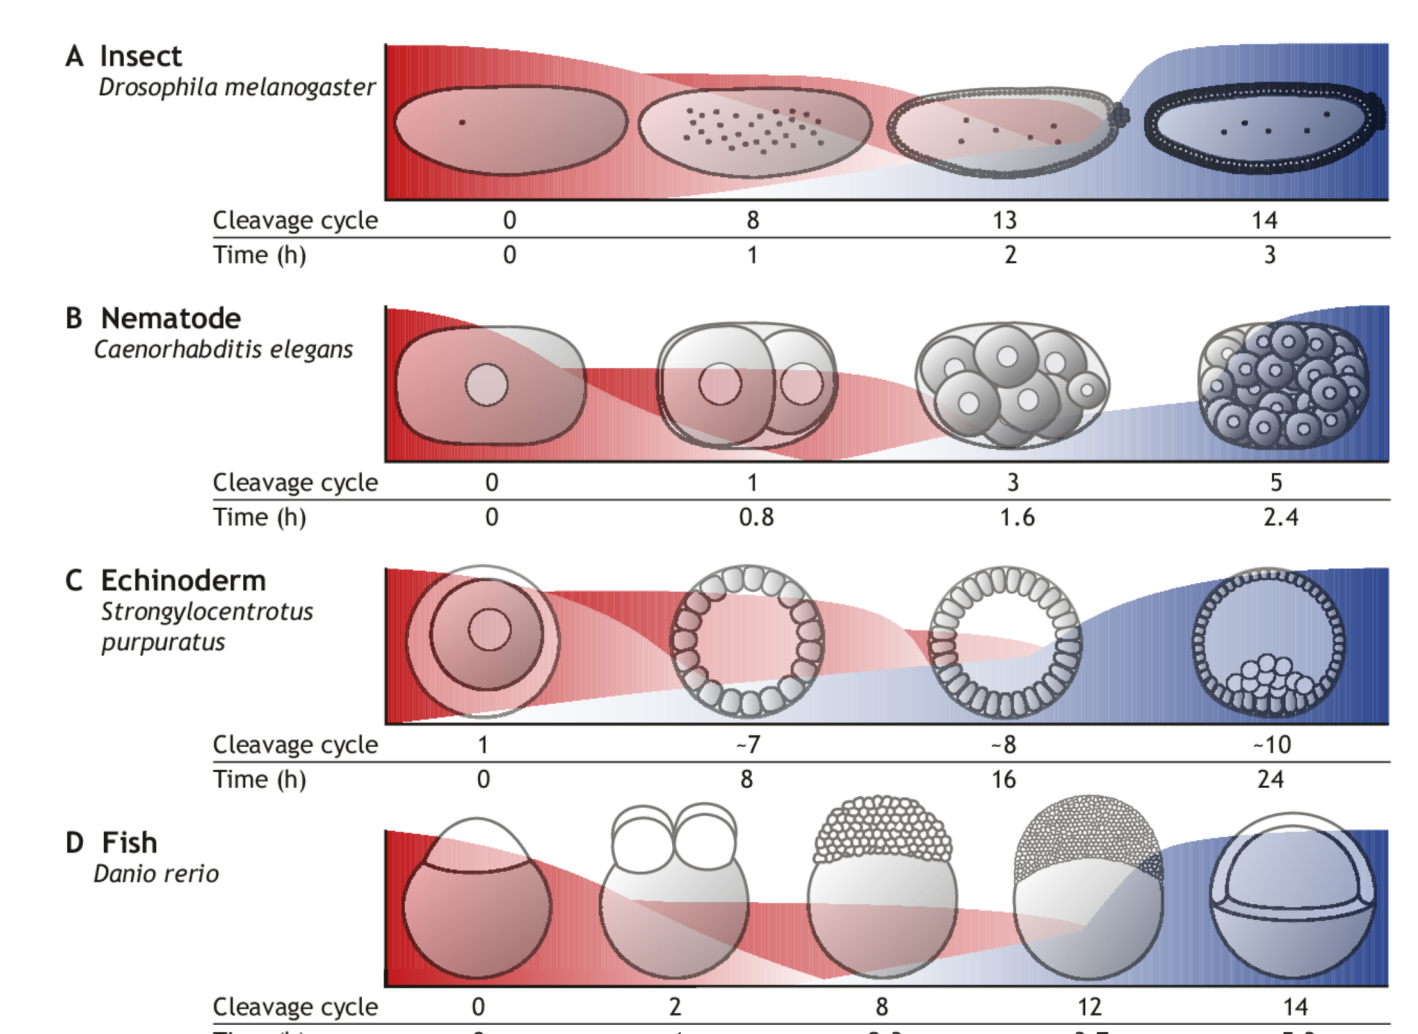 A Insect
Drosophila melanogaster
Cleavage cycle 0 8 13 14
Time (h) 0 1 2 3
B Nematode
Caenorhabditis elegans
Cleavage cycle 0 1 3 5
Time (h) 0 0.8 1.6 2.4
C Echinoderm
Strongylocentrotus
purpuratus
Cleavage cycle 1 ~7 ~8 ~10
Time (h) 0 8 16 24
D Fish
Danio rerio
Cleavage cycle 0 2 8 12 14